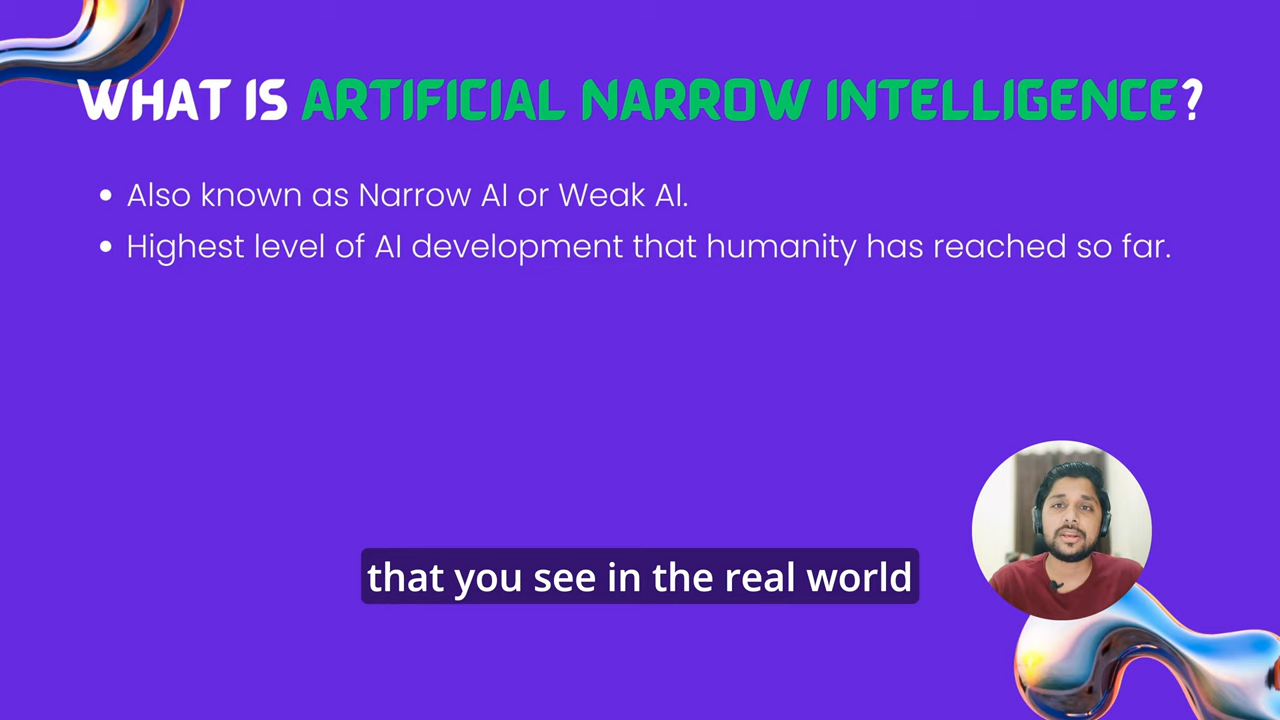 WHAT IS ARTIFICIAL NARROW INTELLIGENCE?
• Also known as Narrow AI or Weak AI.
• Highest level of AI development that humanity has reached so far.
that you see in the real world